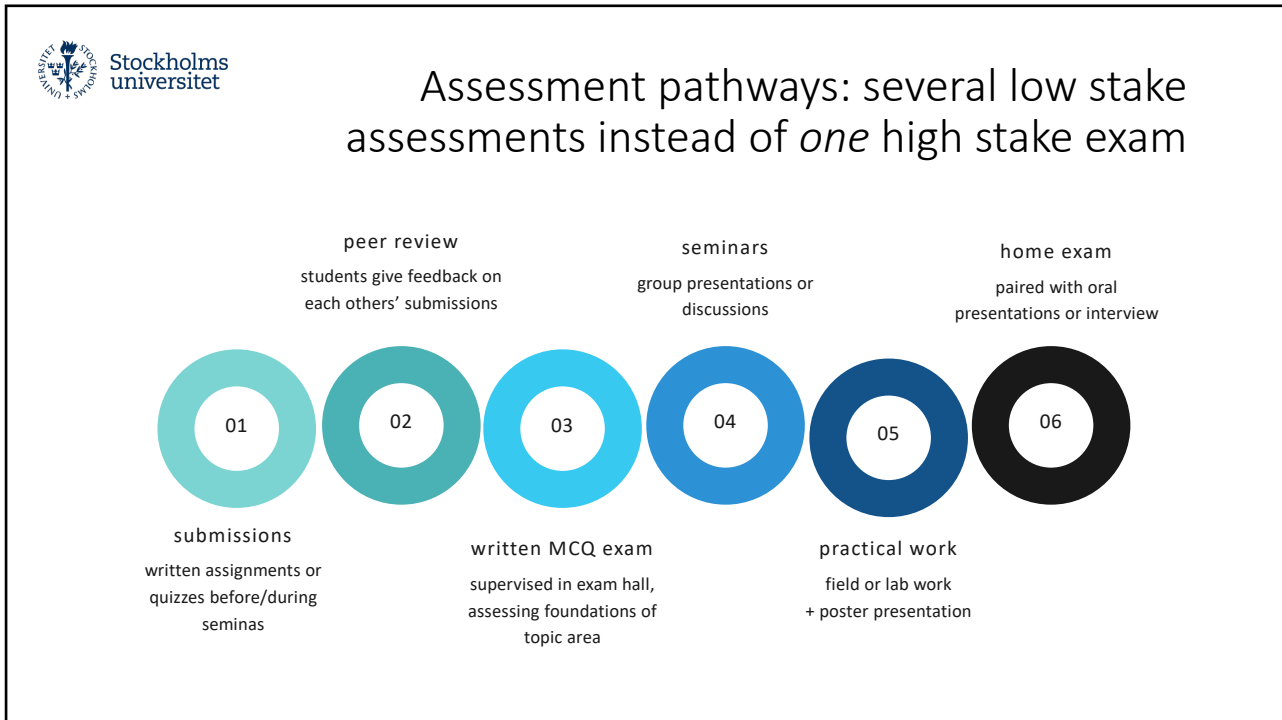 Stockholms
universitet
STOCKHOLMS
UNIVERSITET
Assessment pathways: several low stake
assessments instead of one high stake exam
peer review
students give feedback on
each others’ submissions
seminars
group presentations or
discussions
home exam
paired with oral
presentations or interview
01
02
03
04
05
06
submissions
written assignments or
quizzes before/during
seminas
written MCQ exam
supervised in exam hall,
assessing foundations of
topic area
practical work
field or lab work
+ poster presentation